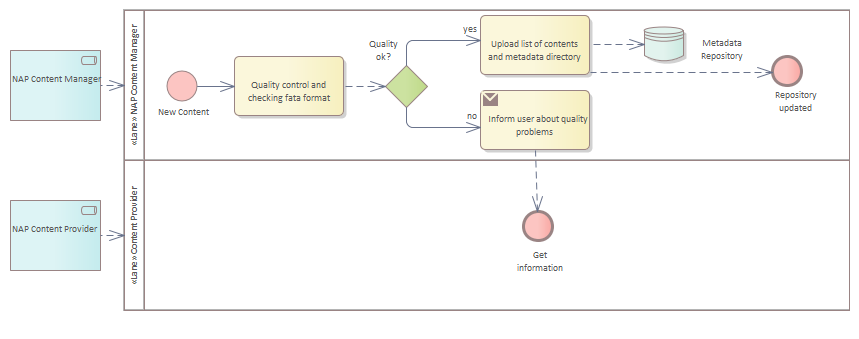 NAP Content Manager
«Lane» NAP Content Manager
New Content
Quality control and
checking fata format
Quality
ok?
yes
no
Upload list of contents
and metadata directory
Inform user about quality
problems
Metadata
Repository
Repository
updated
NAP Content Provider
«Lane» Content Provider
Get
information